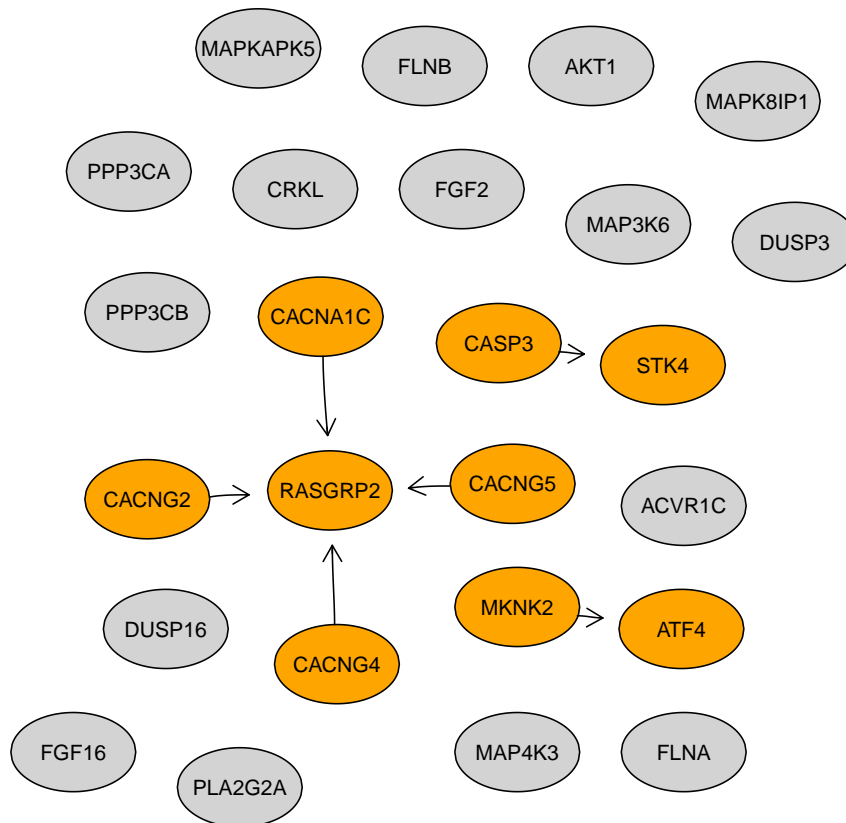 MAPKAPK5
FLNB
AKT1
MAPK8IP1
PPP3CA
CRKL
FGF2
MAP3K6
DUSP3
PPP3CB
CACNA1C
CASP3
STK4
CACNG2
RASGRP2
CACNG5
ACVR1C
DUSP16
CACNG4
MKNK2
ATF4
FGF16
PLA2G2A
MAP4K3
FLNA